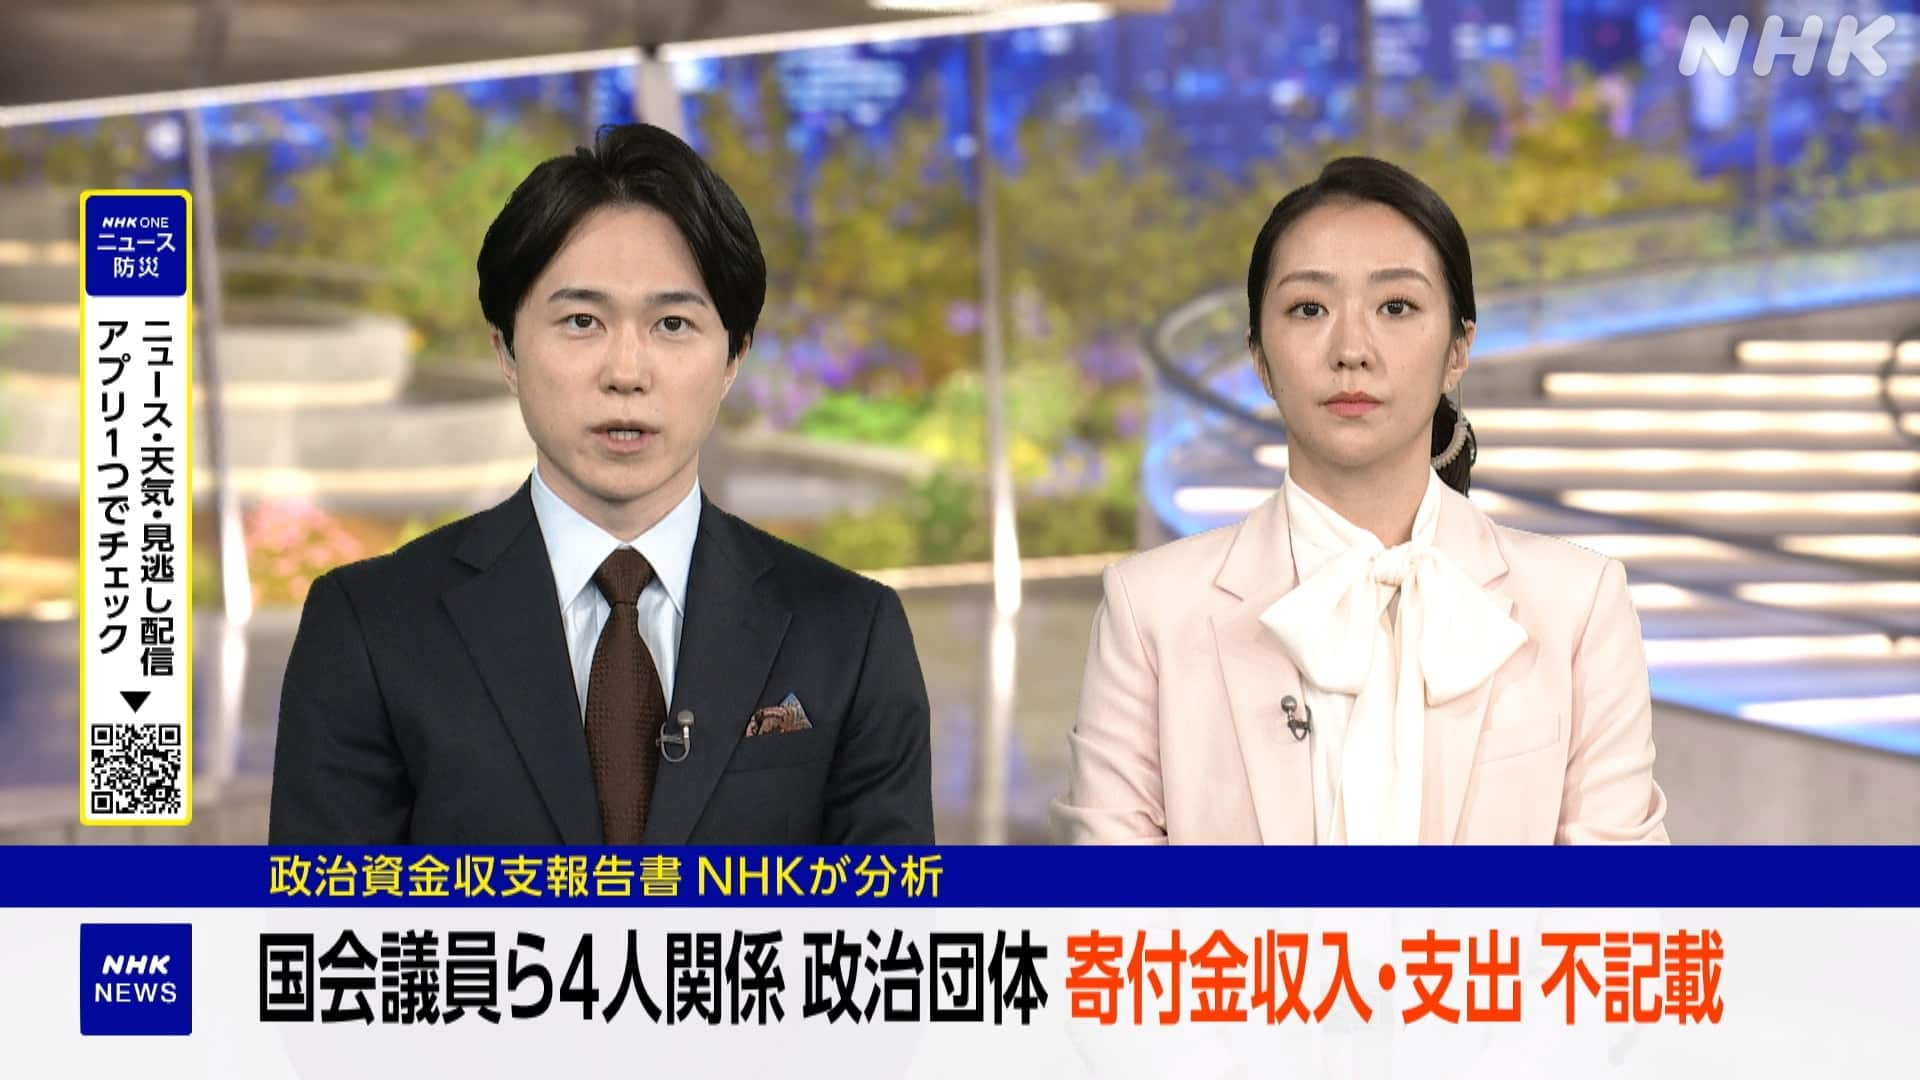 NHK
NHK ONE
ニュース
防災
ニュース・天気・見逃し配信
アプリ1つでチェック
▼
政治資金収支報告書 NHKが分析
NHK
NEWS
国会議員ら4人関係 政治団体 寄付金収入・支出 不記載